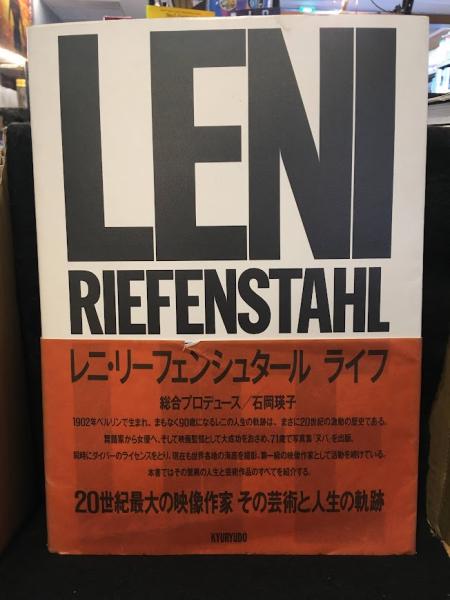 LENI
RIEFENSTAHL
レニ・リーフェンシュタール ライフ
総合プロデュース/石岡瑛子
1902年ベルリンで生まれ、まもなく90歳になるレニの人生の軌跡は、まさに20世紀の激動の歴史である。
舞踊家から女優へ、そして映画監督として大成功をおさめ、71歳で写真集「ヌバ」を出版。
同時にダイバーのライセンスをとり、現在も世界各地の海底を撮影、第一線の映像作家として活動を続けている。
本書ではその驚異の人生と芸術作品のすべてを紹介する。
20世紀最大の映像作家 その芸術と人生の軌跡
KYURYUDO